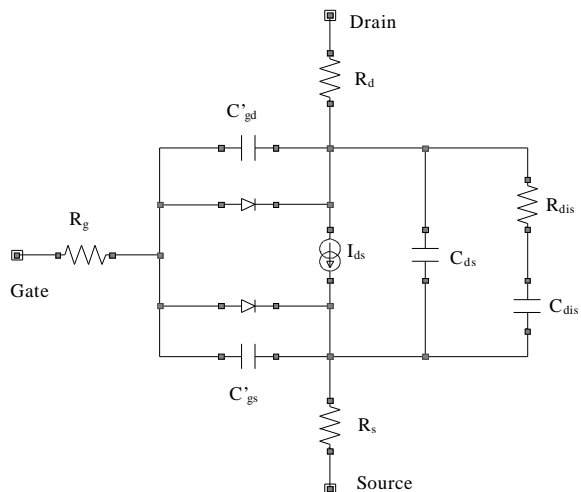 Drain
R_d
C'_gd
R_dis
R_g
I_ds
C_ds
Gate
C_dis
C'_gs
R_s
Source